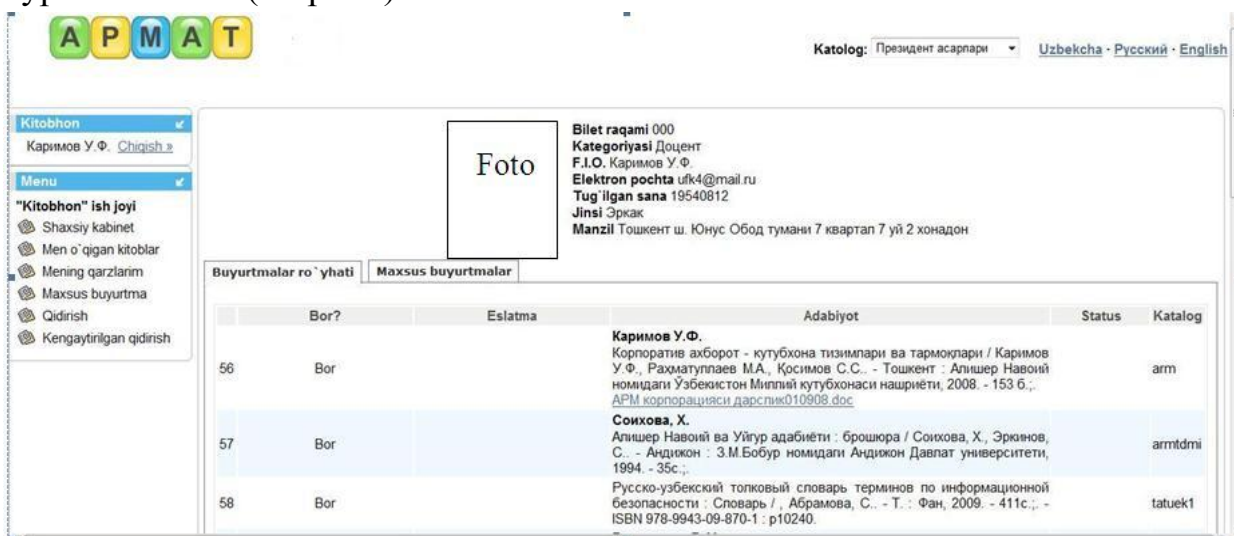 АРМАТ
Katolog: Президент асарлари
Uzbekcha - Русский - English
Kitobhon
Каримов У.Ф. Chiqish »
Menu
"Kitobhon" ish joyi
Shaxsiy kabinet
Men o`qigan kitoblar
Mening qarzlarim
Maxsus buyurtma
Qidirish
Kengaytirilgan qidirish
Foto
Bilet raqami 000
Kategoriyasi Доцент
F.I.O. Каримов У.Ф.
Elektron pochta ufk4@mail.ru
Tug`ilgan sana 19540812
Jinsi Эркак
Manzil Тошкент ш. Юнус Обод тумани 7 квартал 7 уй 2 хонадон
Buyurtmalar ro`yhati Maxsus buyurtmalar
Bor? Eslatma Adabiyot Status Katalog
56 Bor
Каримов У.Ф.
Корпоратив ахборот - кутубхона тизимлари ва тармоқлари / Каримов
У.Ф., Раҳматуллаев М.А., Қосимов С.С.. - Тошкент : Алишер Навоий
номидаги Ўзбекистон Миллий кутубхонаси нашриёти, 2008. - 153 б.;.
АРМ корпорацияси дарслик010908.doc
arm
57 Bor
Соихова, Х.
Алишер Навоий ва Уйғур адабиёти : брошюра / Соихова, Х., Эркинов,
С.. - Андижон : З.М.Бобур номидаги Андижон Давлат университети,
1994. - 35с.;.
armtdmi
58 Bor
Русско-узбекский толковый словарь терминов по информационной
безопасности : Словарь / , Абрамова, С.. - Т. : Фан, 2009. - 411с.;. -
ISBN 978-9943-09-870-1 : р10240.
tatuek1